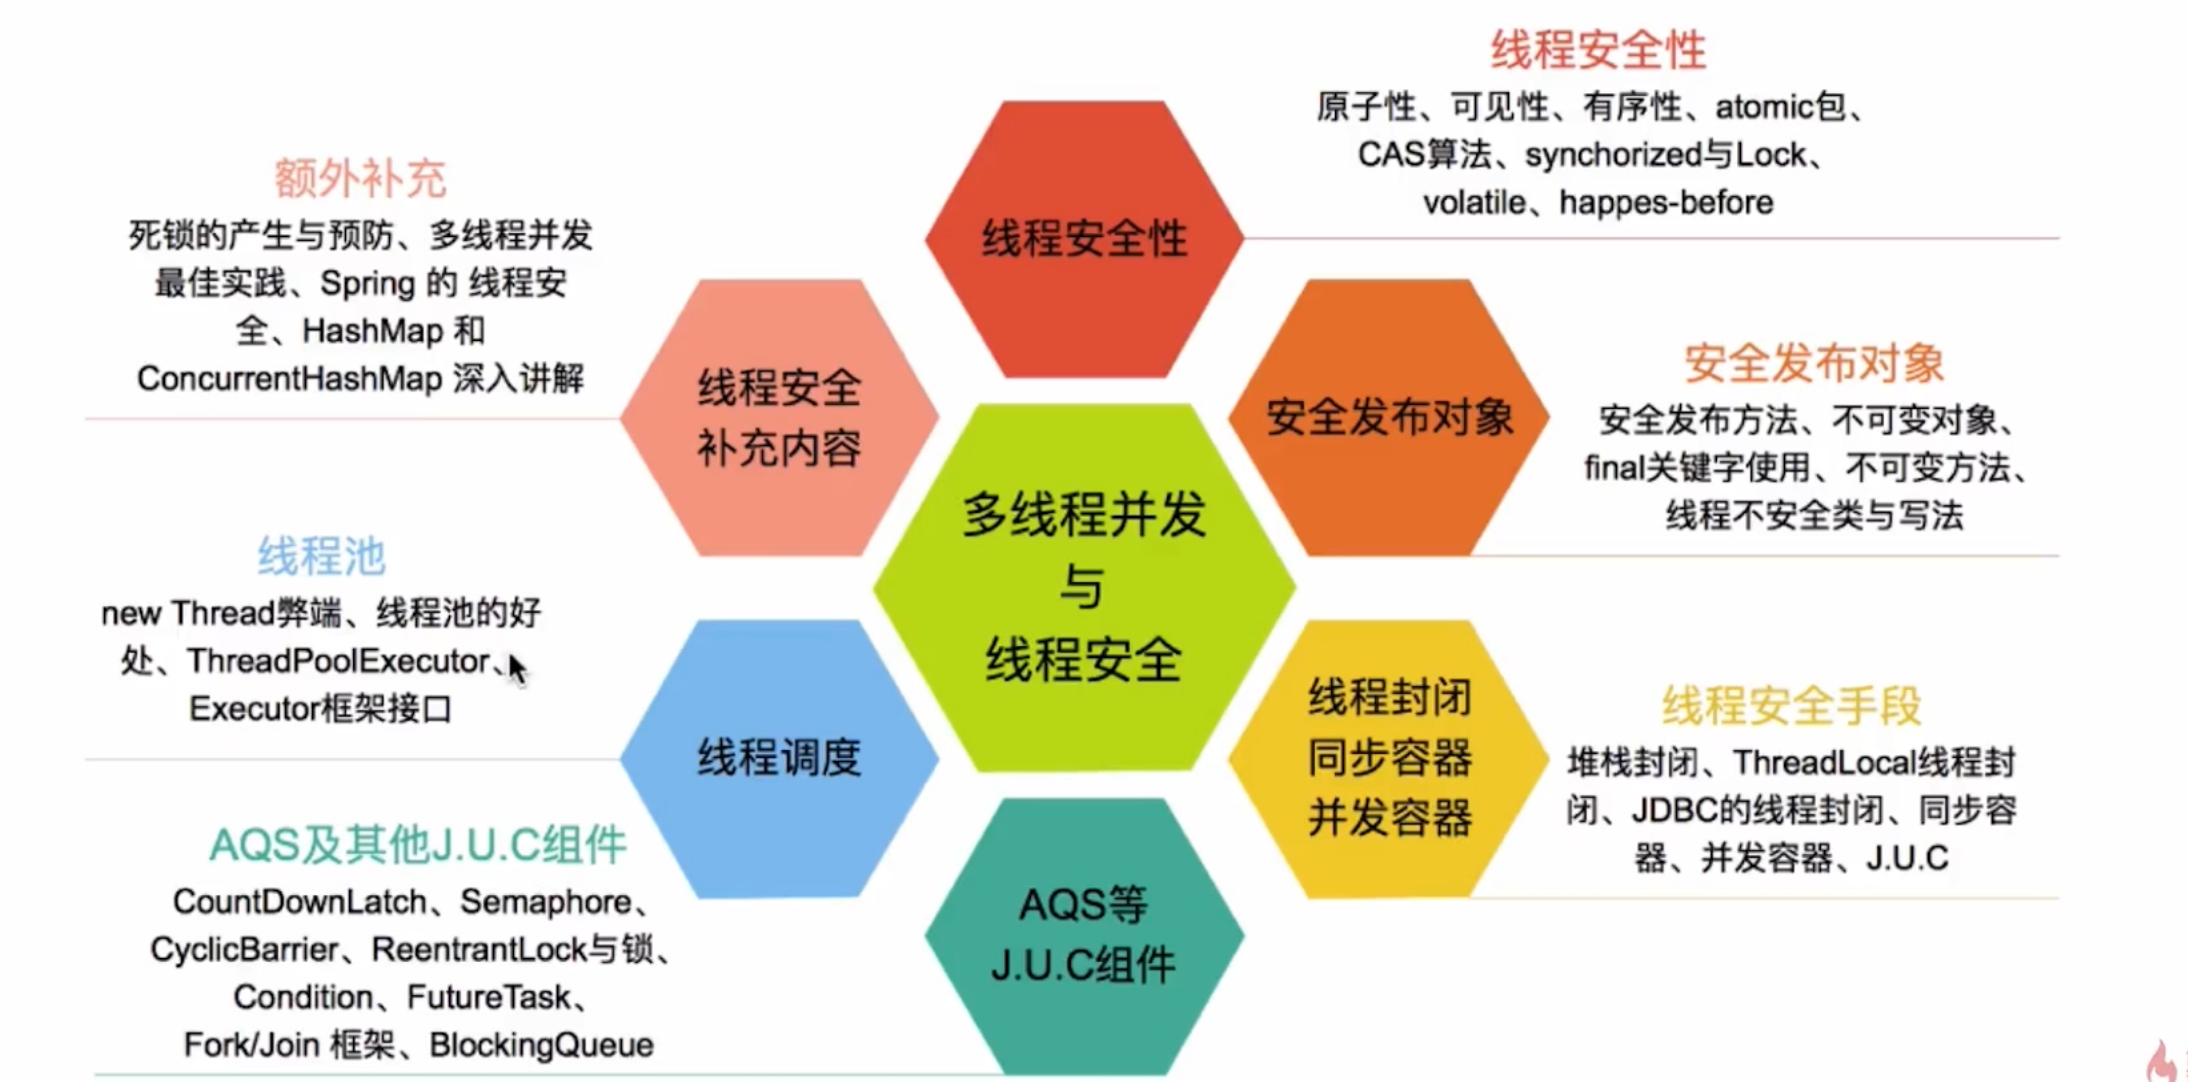 线程安全性
原子性、可见性、有序性、atomic包、
CAS算法、synchorized与Lock、
volatile、happes-before
额外补充
死锁的产生与预防、多线程并发
最佳实践、Spring 的 线程安
全、HashMap 和
ConcurrentHashMap 深入讲解
线程安全性
线程安全
补充内容
安全发布对象
安全发布对象
安全发布方法、不可变对象、
final关键字使用、不可变方法、
线程不安全类与写法
多线程并发
与
线程安全
线程池
new Thread弊端、线程池的好
处、ThreadPoolExecutor、
Executor框架接口
线程调度
线程封闭
同步容器
并发容器
线程安全手段
堆栈封闭、ThreadLocal线程封
闭、JDBC的线程封闭、同步容
器、并发容器、J.U.C
AQS及其他J.U.C组件
CountDownLatch、Semaphore、
CyclicBarrier、ReentrantLock与锁、
Condition、FutureTask、
Fork/Join 框架、BlockingQueue
AQS等
J.U.C组件